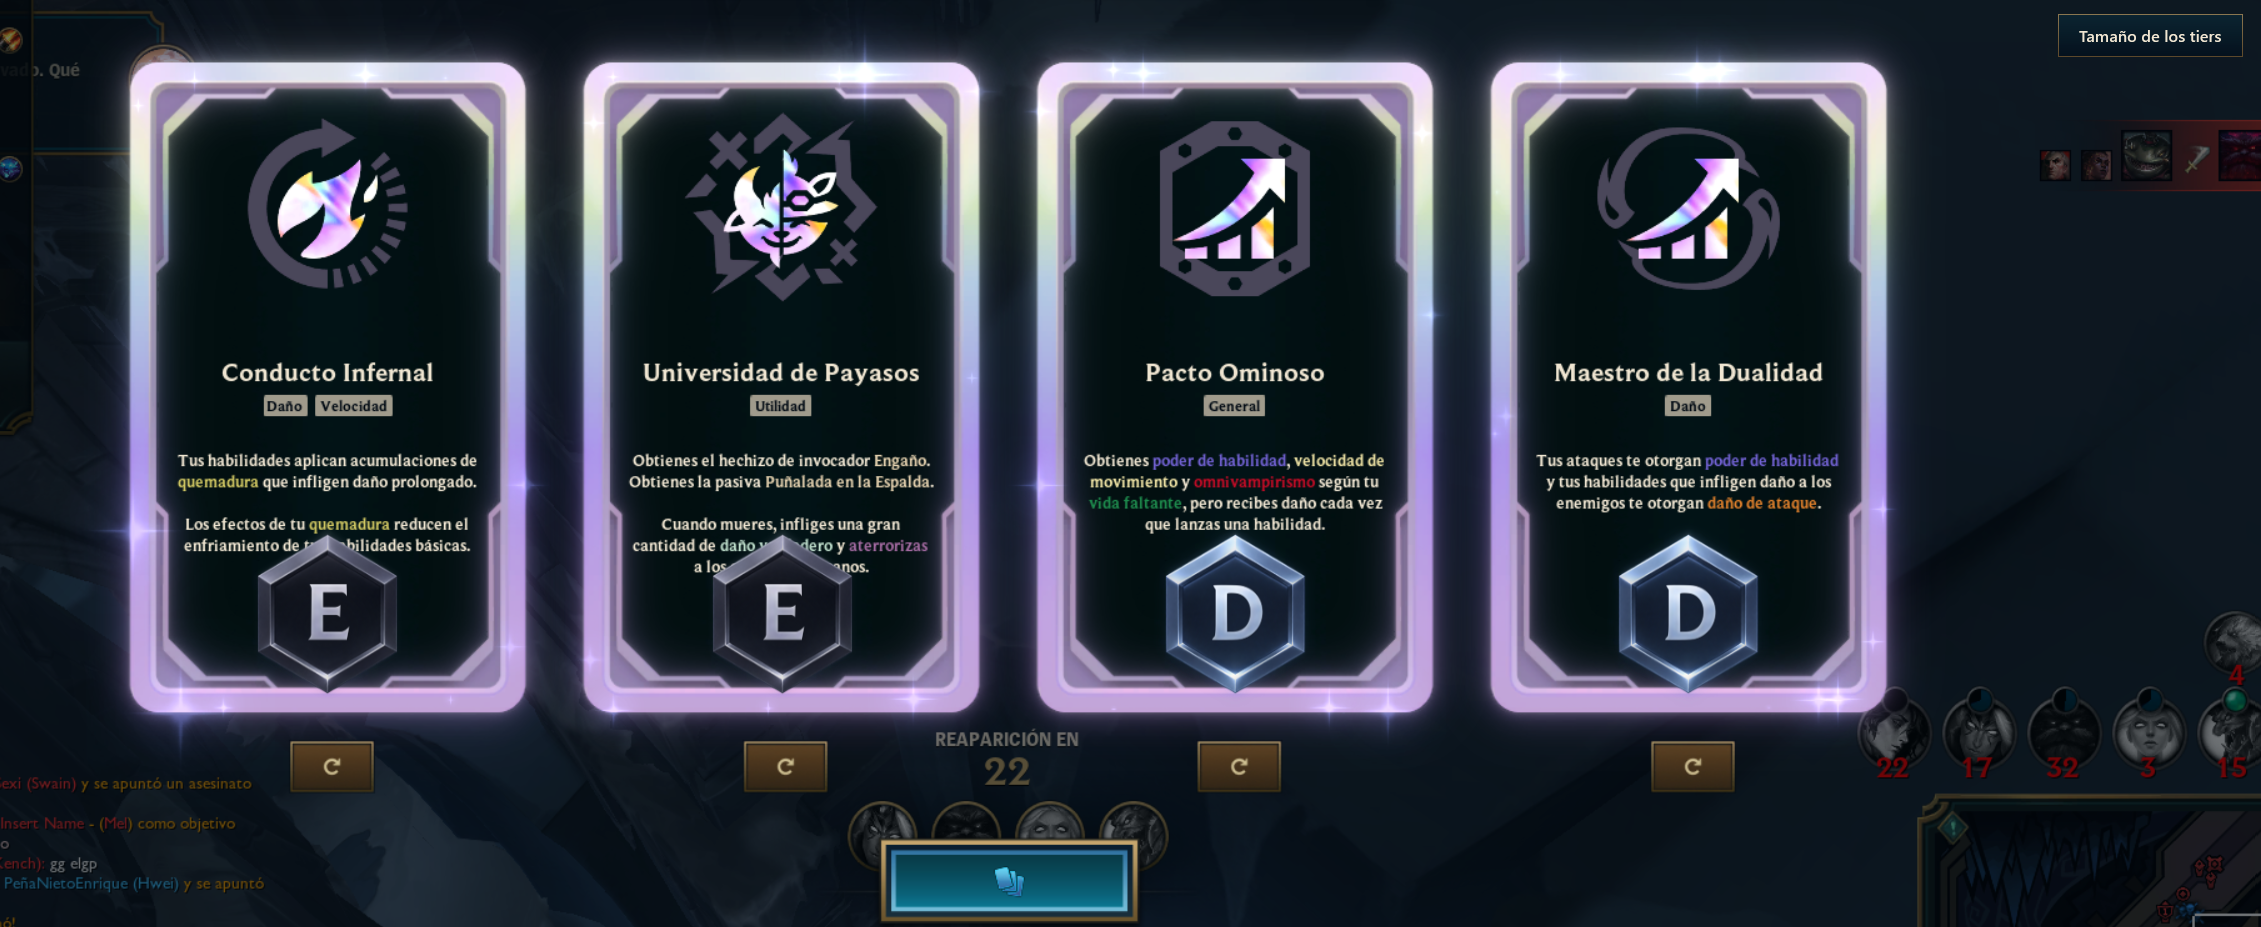 Tamaño de los tiers
. Qué
Conducto Infernal
Daño Velocidad
Tus habilidades aplican acumulaciones de
quemadura que infligen daño prolongado.
Los efectos de tu quemadura reducen el
enfriamiento de habilidades básicas.
E
Universidad de Payasos
Utilidad
Obtienes el hechizo de invocador Engaño.
Obtienes la pasiva Puñalada en la Espalda.
Cuando mueres, infliges una gran
cantidad de daño y aterrorizas
a los
E
Pacto Ominoso
General
Obtienes poder de habilidad, velocidad de
movimiento y omnivampirismo según tu
vida faltante, pero recibes daño cada vez
que lanzas una habilidad.
D
Maestro de la Dualidad
Daño
Tus ataques te otorgan poder de habilidad
y tus habilidades que infligen daño a los
enemigos te otorgan daño de ataque.
D
REAPARICIÓN EN
22
exi (Swain) y se apuntó un asesinato
Insert Name - (Mel) como objetivo
o
Kench): gg elgp
PeñaNietoEnrique (Hwei) y se apuntó
4
22 17 32 3 15